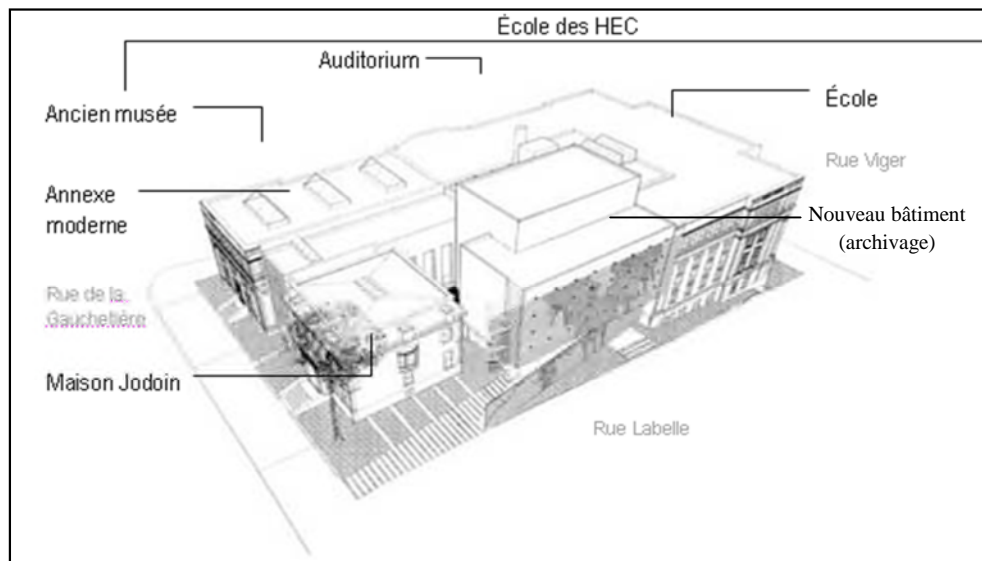 École des HEC
Auditorium
Ancien musée
École
Rue Viger
Annexe
moderne
Nouveau bâtiment
(archivage)
Rue de la
Gauchetière
Maison Jodoin
Rue Labelle